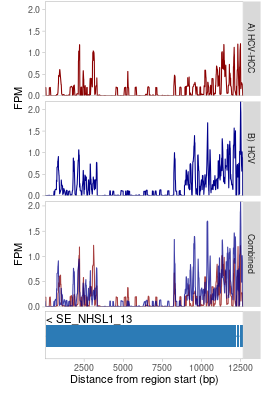 2.0
1.5
1.0
0.5
0.0
FPM
A) HCV-HCC
2.0
1.5
1.0
0.5
0.0
B) HCV
2.0
1.5
1.0
0.5
0.0
FPM
Combined
< SE_NHSL1_13
2500
5000
7500
10000
12500
Distance from region start (bp)